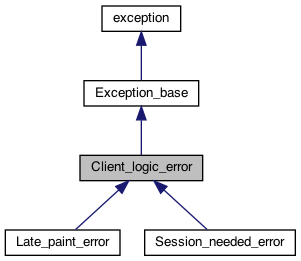 exception
Exception_base
Client_logic_error
Late_paint_error
Session_needed_error